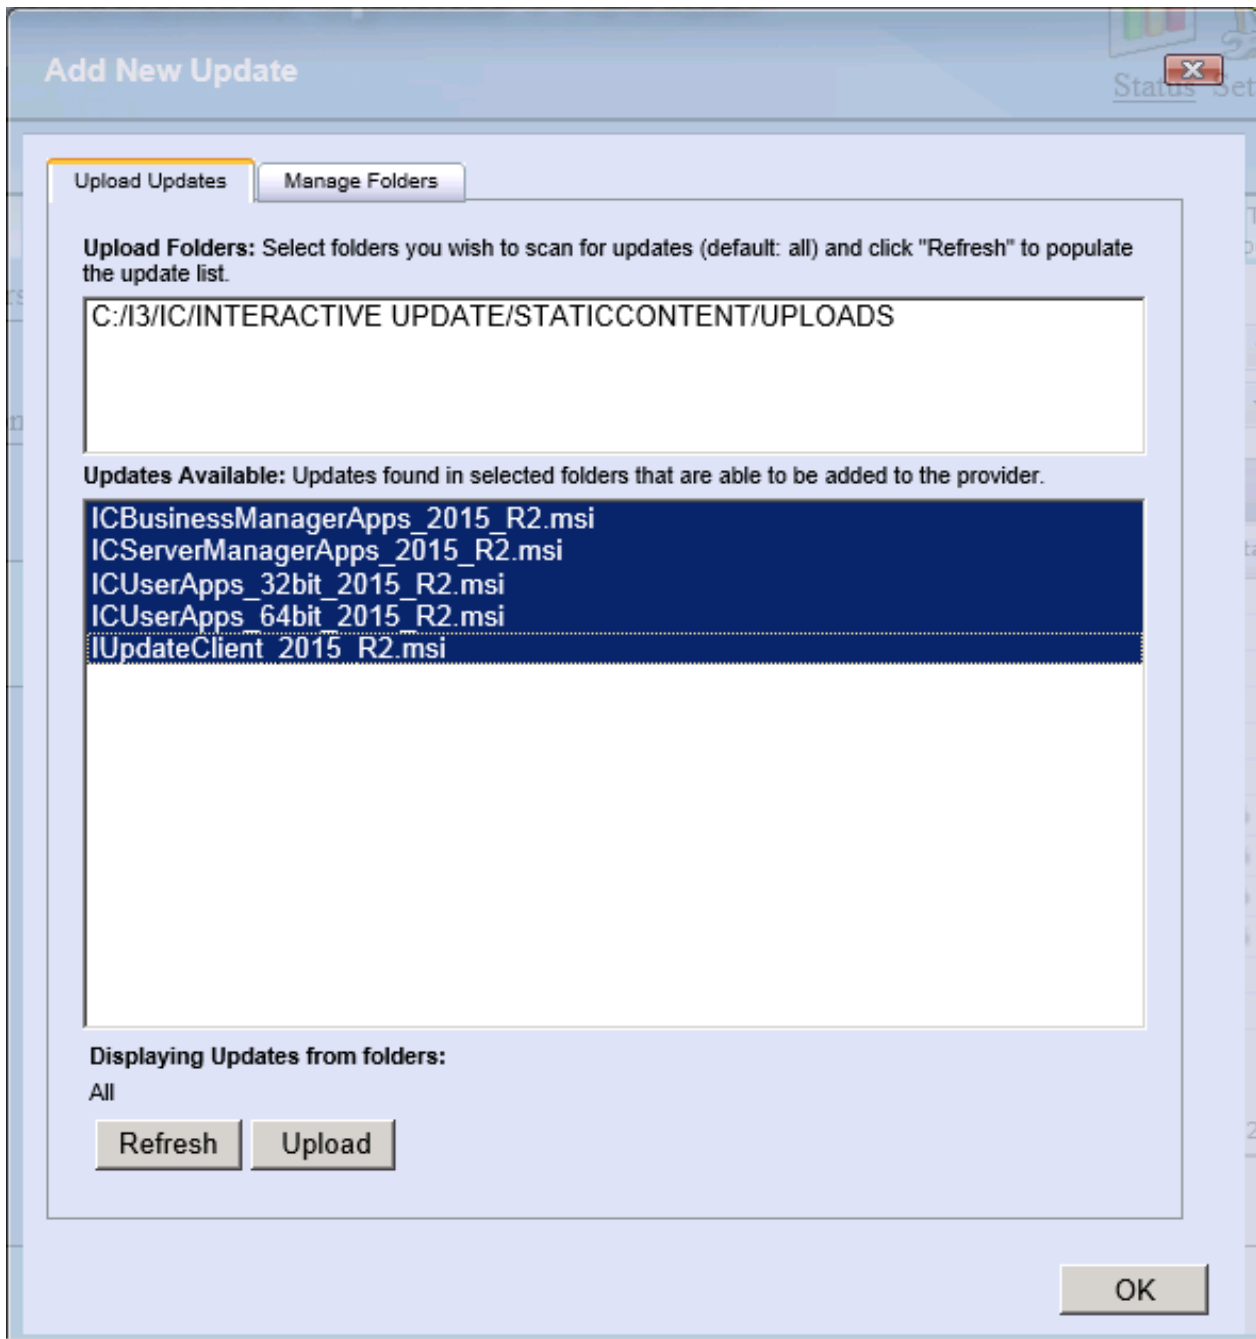 Add New Update
Status Set
Upload Updates
Manage Folders
Upload Folders: Select folders you wish to scan for updates (default: all) and click "Refresh" to populate
the update list.
C:/I3/IC/INTERACTIVE UPDATE/STATICCONTENT/UPLOADS
Updates Available: Updates found in selected folders that are able to be added to the provider.
ICBusinessManagerApps_2015_R2.msi
ICServerManagerApps_2015_R2.msi
ICUserApps_32bit_2015_R2.msi
ICUserApps_64bit_2015_R2.msi
IUpdateClient_2015_R2.msi
Displaying Updates from folders:
All
Refresh
Upload
OK